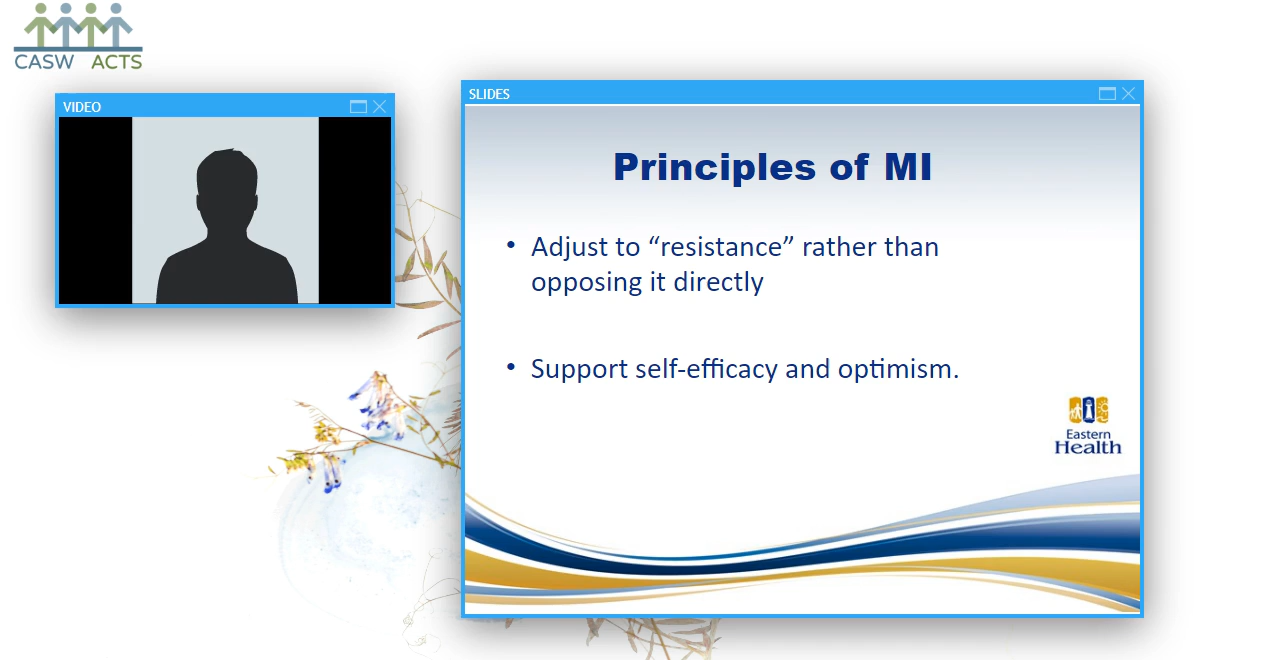 CASW ACTS
VIDEO
SLIDES
Principles of MI
• Adjust to “resistance” rather than
opposing it directly
• Support self-efficacy and optimism.
Eastern
Health